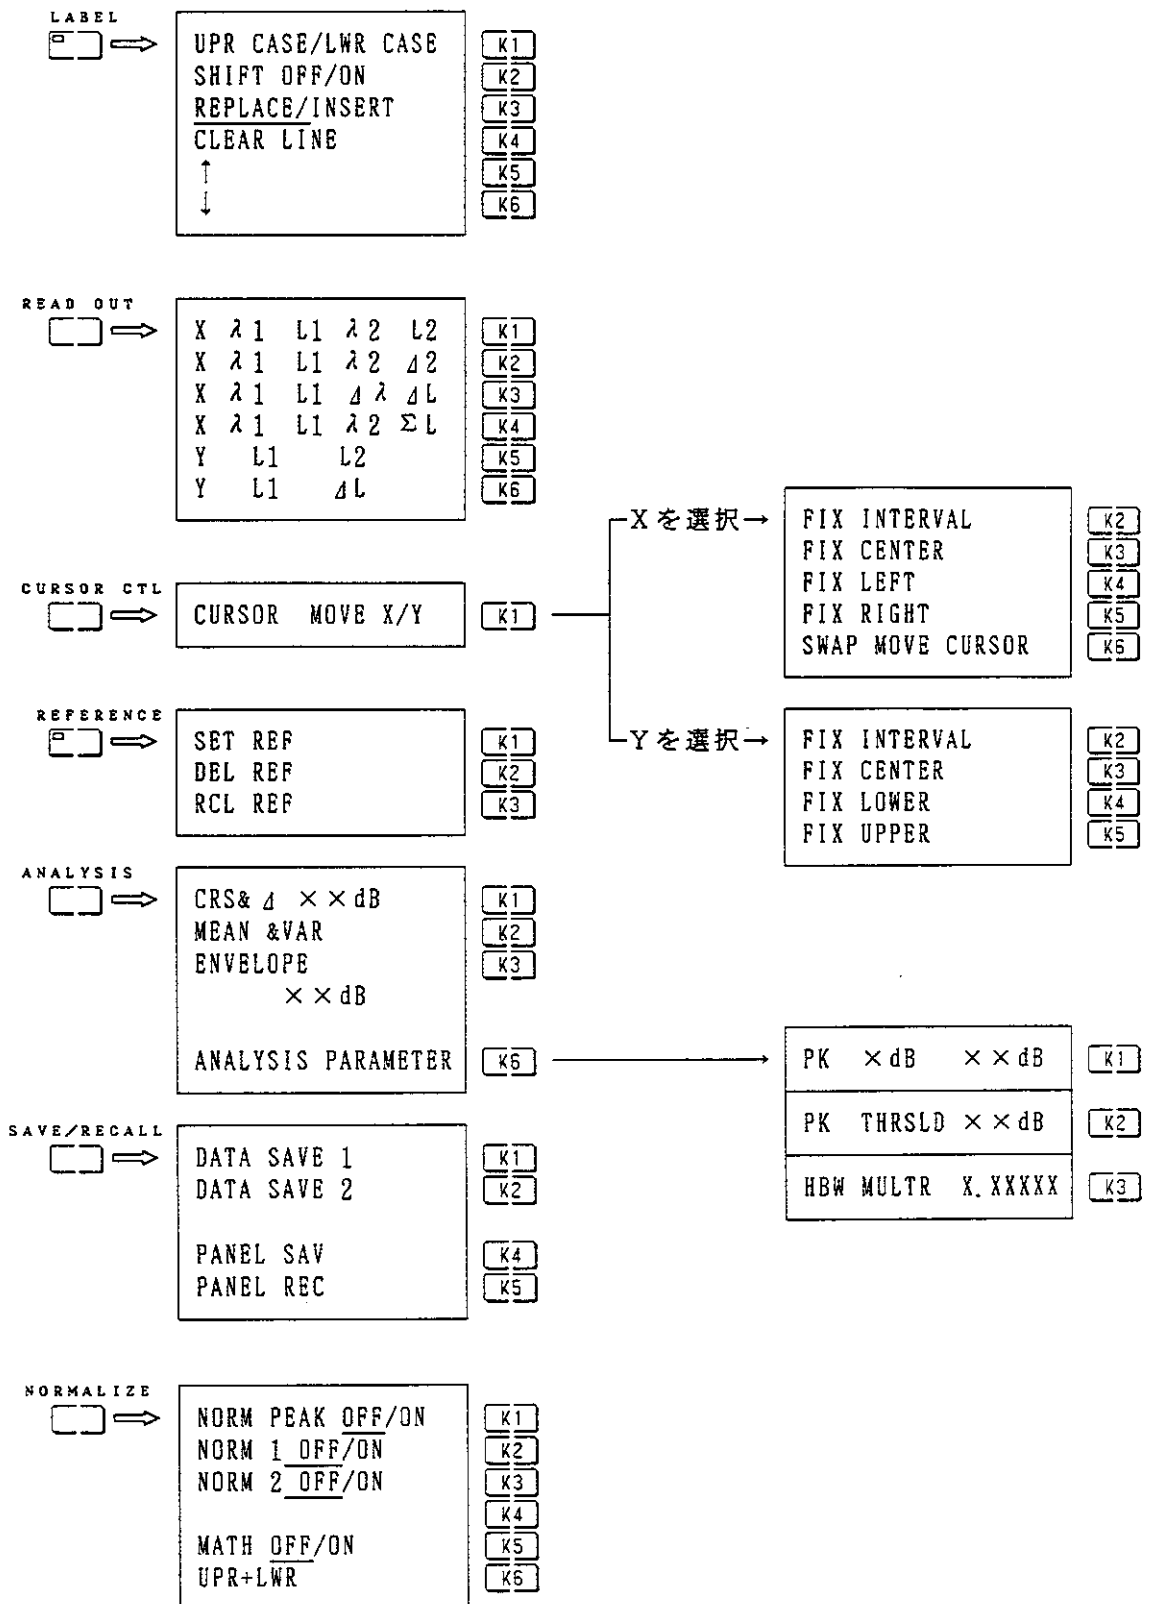 LABEL
UPR CASE/LWR CASE K1
SHIFT OFF/ON K2
REPLACE/INSERT K3
CLEAR LINE K4
↑ K5
↓ K6
READ OUT
X λ1 L1 λ2 L2 K1
X λ1 L1 λ2 Δ2 K2
X λ1 L1 Δλ ΔL K3
X λ1 L1 λ2 ΣL K4
Y L1 L2 K5
Y L1 ΔL K6
CURSOR CTL
CURSOR MOVE X/Y K1
Xを選択→
FIX INTERVAL K2
FIX CENTER K3
FIX LEFT K4
FIX RIGHT K5
SWAP MOVE CURSOR K6
Yを選択→
FIX INTERVAL K2
FIX CENTER K3
FIX LOWER K4
FIX UPPER K5
REFERENCE
SET REF K1
DEL REF K2
RCL REF K3
ANALYSIS
CRS& Δ ××dB K1
MEAN &VAR K2
ENVELOPE K3
××dB
ANALYSIS PARAMETER K6
PK ×dB ××dB K1
PK THRSLD ××dB K2
HBW MULTR X.XXXXX K3
SAVE/RECALL
DATA SAVE 1 K1
DATA SAVE 2 K2
PANEL SAV K4
PANEL REC K5
NORMALIZE
NORM PEAK OFF/ON K1
NORM 1 OFF/ON K2
NORM 2 OFF/ON K3
K4
MATH OFF/ON K5
UPR+LWR K6